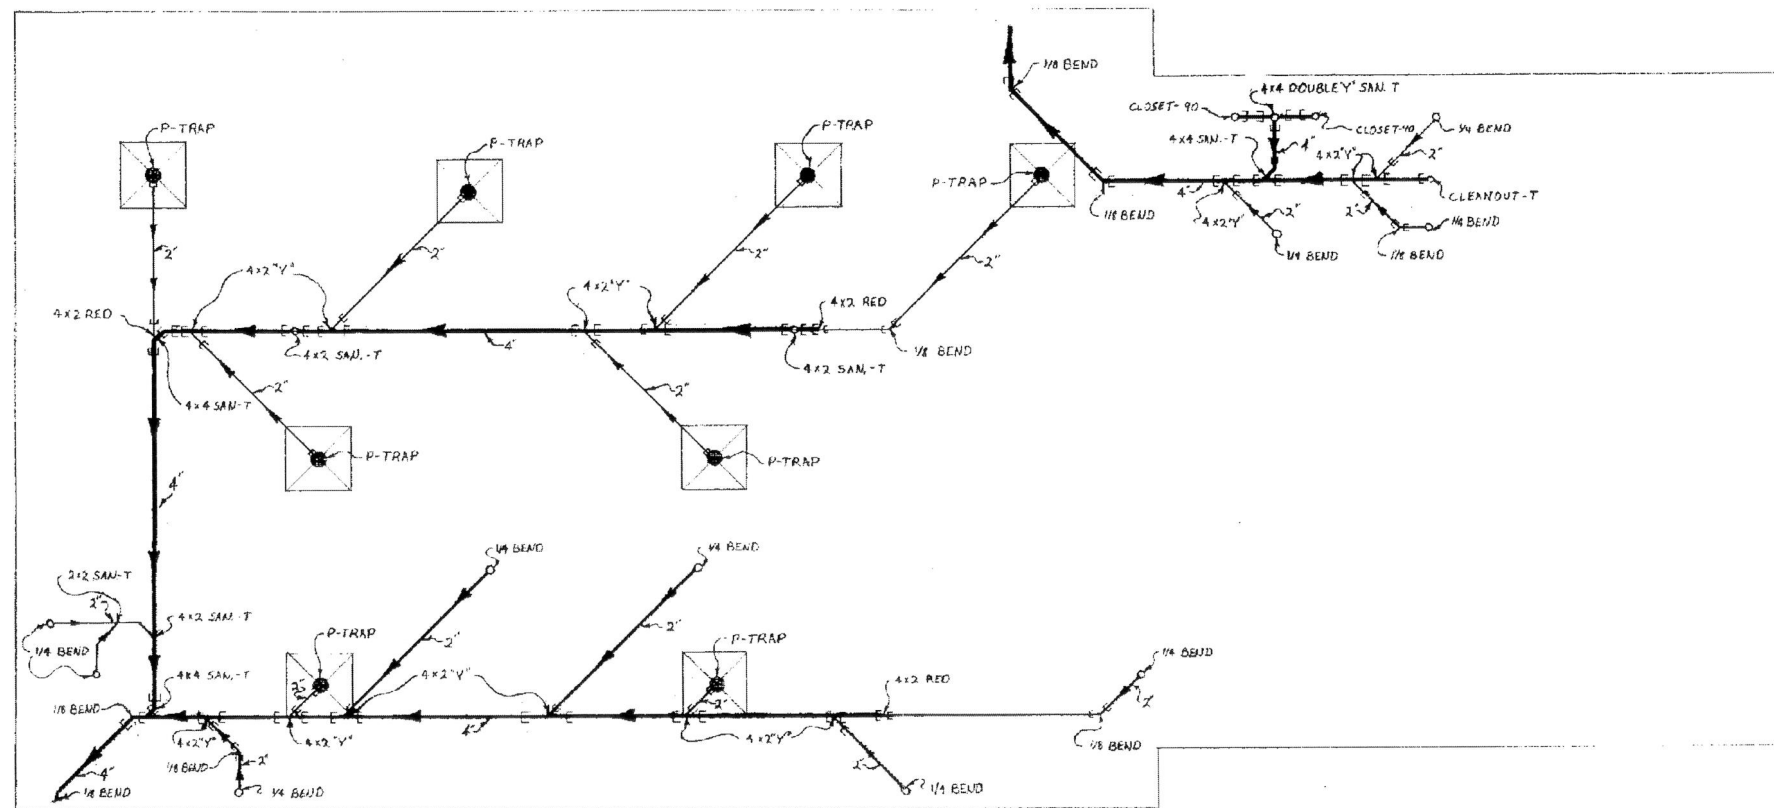 1/8 BEND
4x4 DOUBLE"Y" SAN. T
CLOSET-90
CLOSET-90
1/4 BEND
P-TRAP
P-TRAP
P-TRAP
4x4 SAN.-T
4"
4x2"Y"
2"
P-TRAP
4"
CLEANOUT-T
1/8 BEND
4x2"Y"
2"
2"
1/4 BEND
1/4 BEND
1/8 BEND
2"
2"
2"
2"
4x2"Y"
4x2"Y"
4x2 RED
4x2 RED
4x2 SAN.-T
4"
4x2 SAN.-T
1/8 BEND
2"
2"
4x4 SAN-T
P-TRAP
P-TRAP
4"
1/4 BEND
1/4 BEND
2x2 SAN-T
2"
4x2 SAN.-T
P-TRAP
2"
2"
P-TRAP
1/4 BEND
1/4 BEND
4x4 SAN.-T
2"
4x2"Y"
4x2 RED
2"
2"
1/8 BEND
4x2"Y"
4x2"Y"
4"
4x2"Y"
1/8 BEND
4"
1/8 BEND
2"
2"
1/8 BEND
1/4 BEND
1/4 BEND